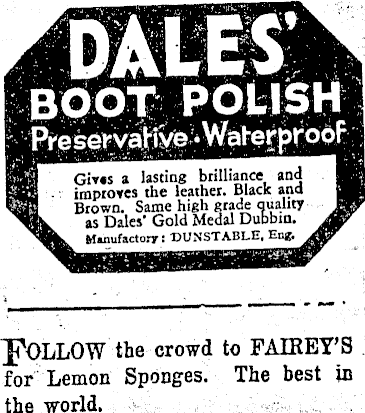 DALES'
BOOT POLISH
Preservative · Waterproof
Gives a lasting brilliance and
improves the leather. Black and
Brown. Same high grade quality
as Dales' Gold Medal Dubbin.
Manufactory: DUNSTABLE, Eng.
FOLLOW the crowd to FAIREY'S
for Lemon Sponges. The best in
the world.